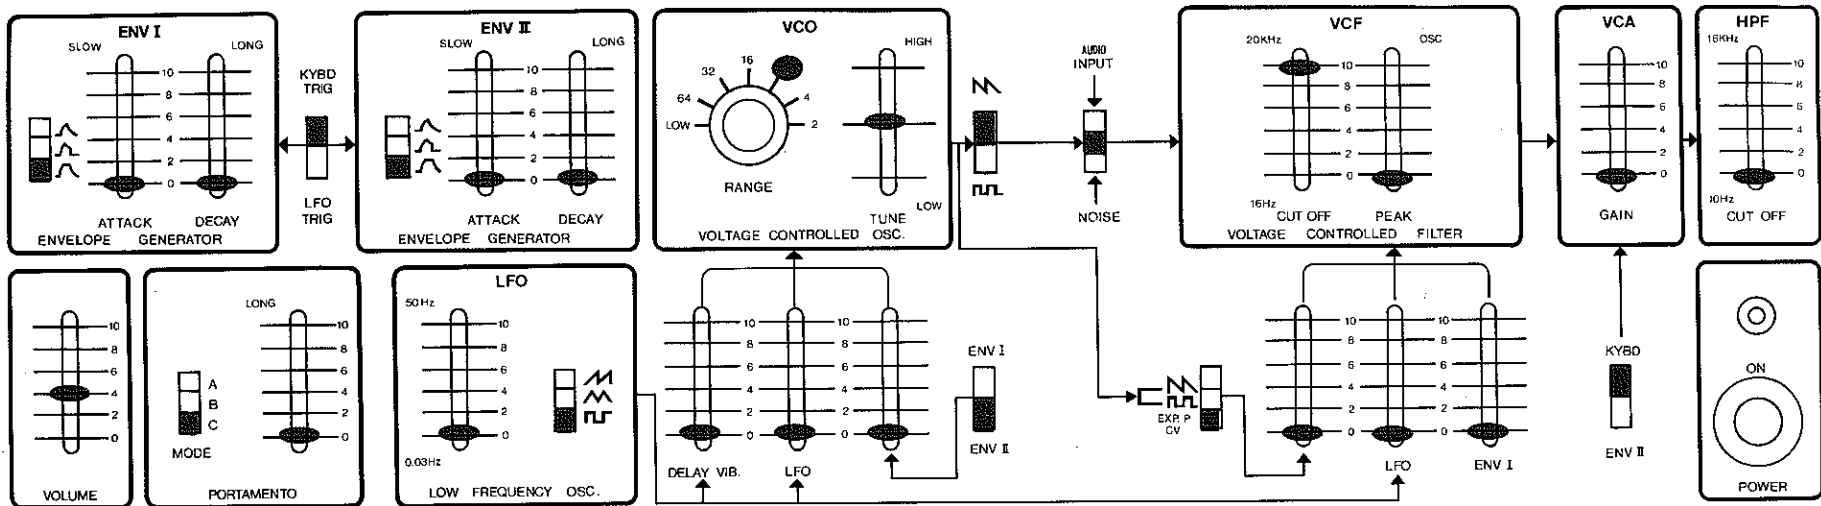 ENV I
SLOW
LONG
10
8
6
4
2
0
ATTACK DECAY
ENVELOPE GENERATOR
KYBD
TRIG
LFO
TRIG
ENV II
SLOW
LONG
10
8
6
4
2
0
ATTACK DECAY
ENVELOPE GENERATOR
VCO
HIGH
LOW
64
32
16
4
2
RANGE
LOW
TUNE
VOLTAGE CONTROLLED OSC.
AUDIO
INPUT
NOISE
VCF
20KHz
OSC
10
8
6
4
2
0
16Hz
CUT OFF PEAK
VOLTAGE CONTROLLED FILTER
VCA
10
8
6
4
2
0
GAIN
HPF
16KHz
10
8
6
4
2
0
10Hz
CUT OFF
10
8
6
4
2
0
VOLUME
LONG
A
B
C
MODE
10
8
6
4
2
0
PORTAMENTO
LFO
50Hz
10
8
6
4
2
0
0.03Hz
LOW FREQUENCY OSC.
10 10
8 8
6 6
4 4
2 2
0 0
DELAY VIB. LFO
ENV I
ENV II
EXP. P
CV
10 10
8 8
6 6
4 4
2 2
0 0
LFO ENV I
KYBD
ENV II
ON
POWER